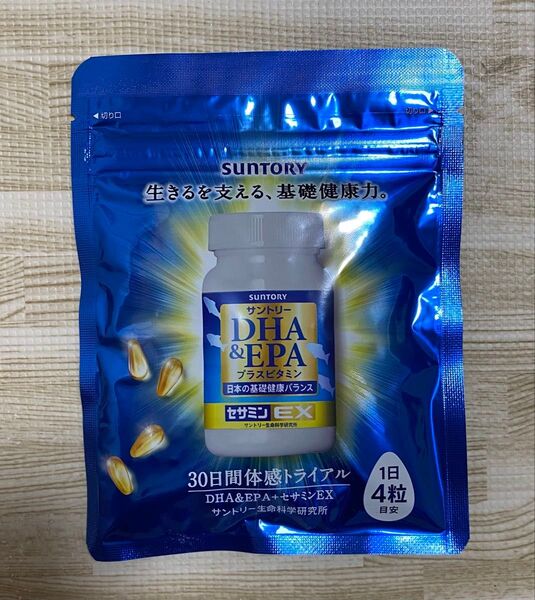 切り口
切り口
SUNTORY
生きるを支える、基礎健康力。
SUNTORY
サントリー
DHA
&EPA
プラスビタミン
日本の基礎健康バランス
セサミンEX
サントリー生命科学研究所
30日間体感トライアル
DHA&EPA+セサミンEX
サントリー生命科学研究所
1日
4粒
目安